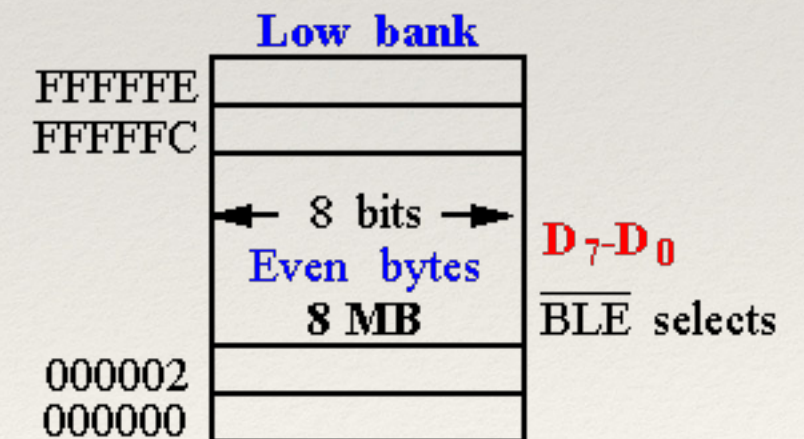 Low bank
FFFFFE
FFFFFC
8 bits
Even bytes
8 MB
D7-D0
BLE selects
000002
000000